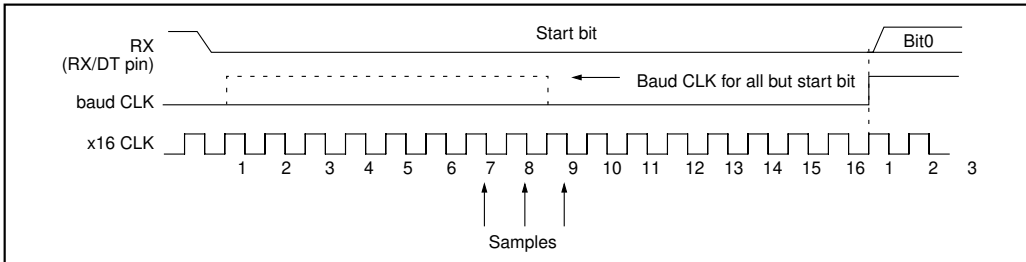 Start bit
RX
(RX/DT pin)
Bit0
Baud CLK for all but start bit
baud CLK
x16 CLK
1 2 3 4 5 6 7 8 9 10 11 12 13 14 15 16 1 2 3
Samples